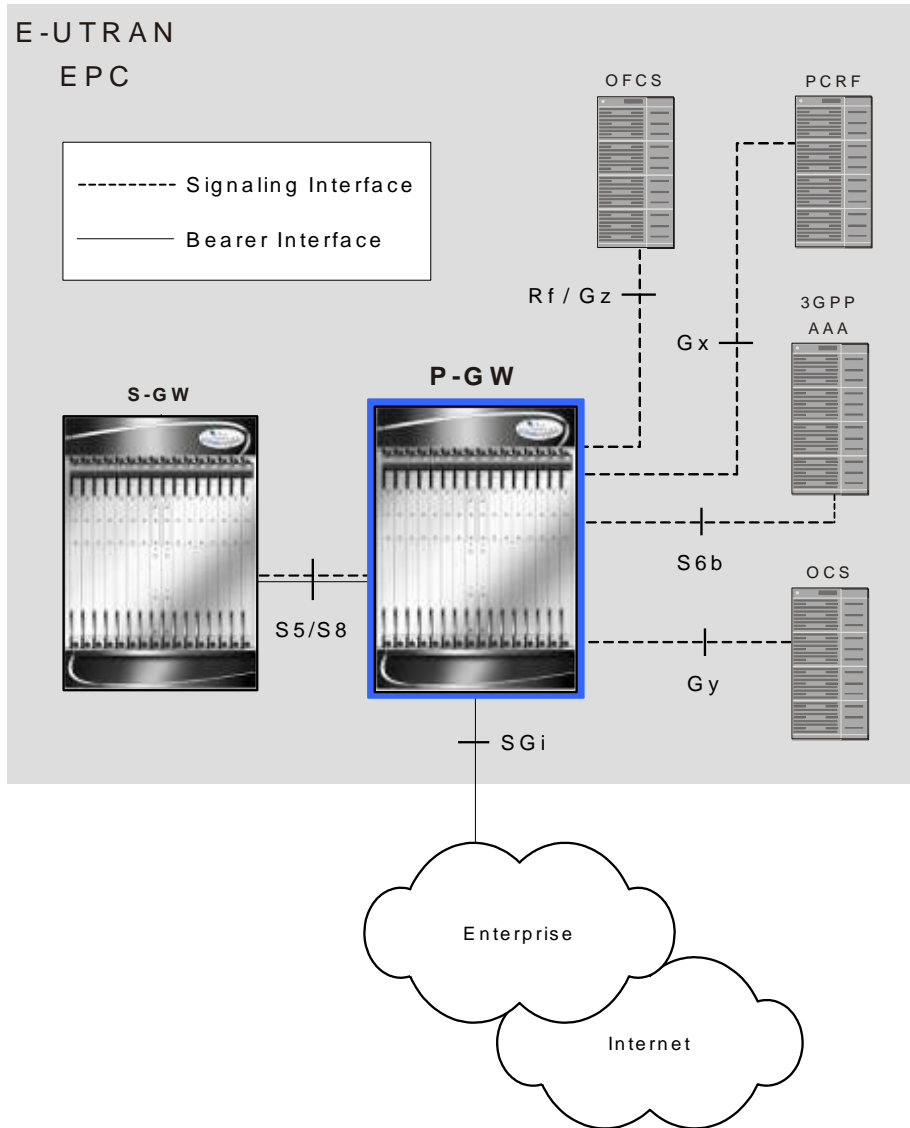 E-UTRAN
EPC
OFCS
PCRF
Signaling Interface
Bearer Interface
Rf / Gz
Gx
3GPP
AAA
P-GW
S-GW
S6b
S5/S8
OCS
Gy
SGi
Enterprise
Internet